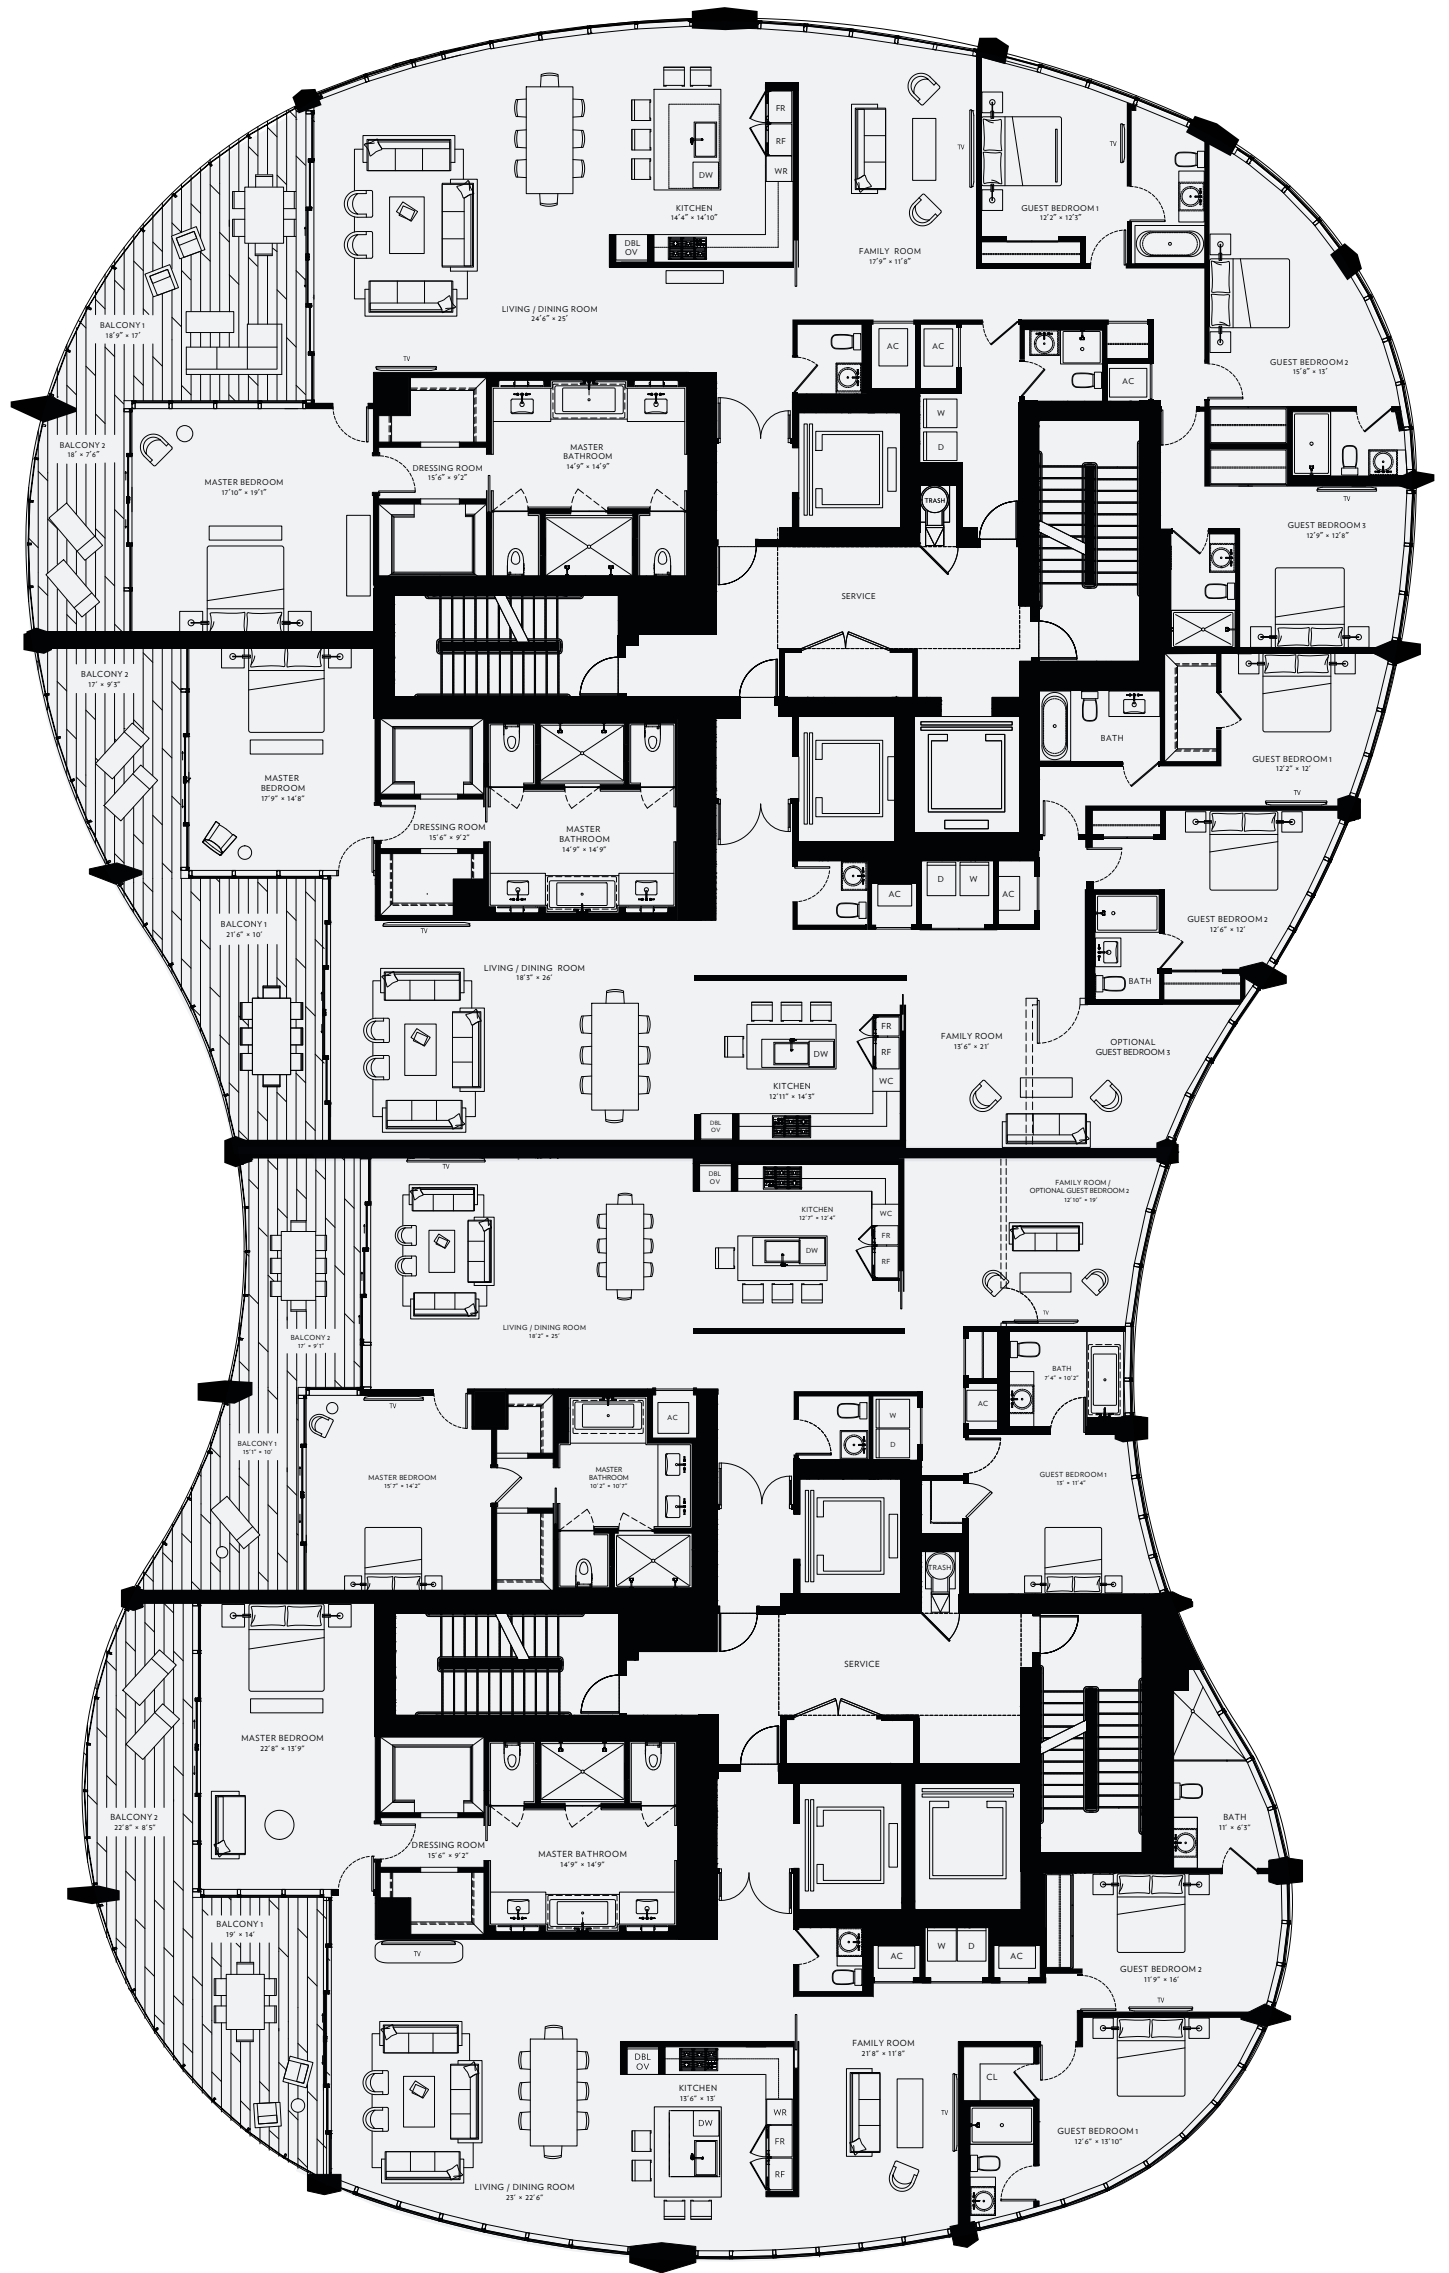 FR
RF
WR
DW
KITCHEN
14'4" × 14'10"
DBL
OV
TV
TV
GUEST BEDROOM 1
12'2" × 12'3"
FAMILY ROOM
17'9" × 11'8"
LIVING / DINING ROOM
24'6" × 25'
BALCONY 1
18'9" × 17'
TV
AC
AC
AC
GUEST BEDROOM 2
15'8" × 13'
BALCONY 2
18' × 7'6"
MASTER BEDROOM
17'10" × 19'1"
DRESSING ROOM
15'6" × 9'2"
MASTER
BATHROOM
14'9" × 14'9"
W
D
TRASH
TV
GUEST BEDROOM 3
12'9" × 12'8"
SERVICE
BALCONY 2
17' × 9'3"
MASTER
BEDROOM
17'9" × 14'8"
DRESSING ROOM
15'6" × 9'2"
MASTER
BATHROOM
14'9" × 14'9"
BATH
GUEST BEDROOM 1
12'2" × 12'
TV
AC
D
W
AC
GUEST BEDROOM 2
12'6" × 12'
BATH
BALCONY 1
21'6" × 10'
TV
LIVING / DINING ROOM
18'3" × 26'
FR
RF
WC
DW
KITCHEN
12'11" × 14'3"
DBL
OV
FAMILY ROOM
13'6" × 21'
OPTIONAL
GUEST BEDROOM 3
TV
DBL
OV
KITCHEN
12'7" × 12'4"
WC
FR
RF
DW
FAMILY ROOM /
OPTIONAL GUEST BEDROOM 2
12'10" × 19'
TV
LIVING / DINING ROOM
18'2" × 25'
BALCONY 2
17' × 9'1"
BATH
7'4" × 10'2"
AC
TV
AC
W
D
BALCONY 1
15'1" × 10'
MASTER BEDROOM
15'7" × 14'2"
MASTER
BATHROOM
10'2" × 10'7"
GUEST BEDROOM 1
13' × 11'4"
TRASH
SERVICE
MASTER BEDROOM
22'8" × 13'9"
BALCONY 2
22'8" × 8'5"
DRESSING ROOM
15'6" × 9'2"
MASTER BATHROOM
14'9" × 14'9"
BATH
11' × 6'3"
BALCONY 1
19' × 14'
TV
AC
W
D
AC
GUEST BEDROOM 2
11'9" × 16'
TV
FAMILY ROOM
21'8" × 11'8"
DBL
OV
KITCHEN
13'6" × 13'
WR
DW
FR
RF
CL
TV
GUEST BEDROOM 1
12'6" × 13'10"
LIVING / DINING ROOM
23' × 22'6"